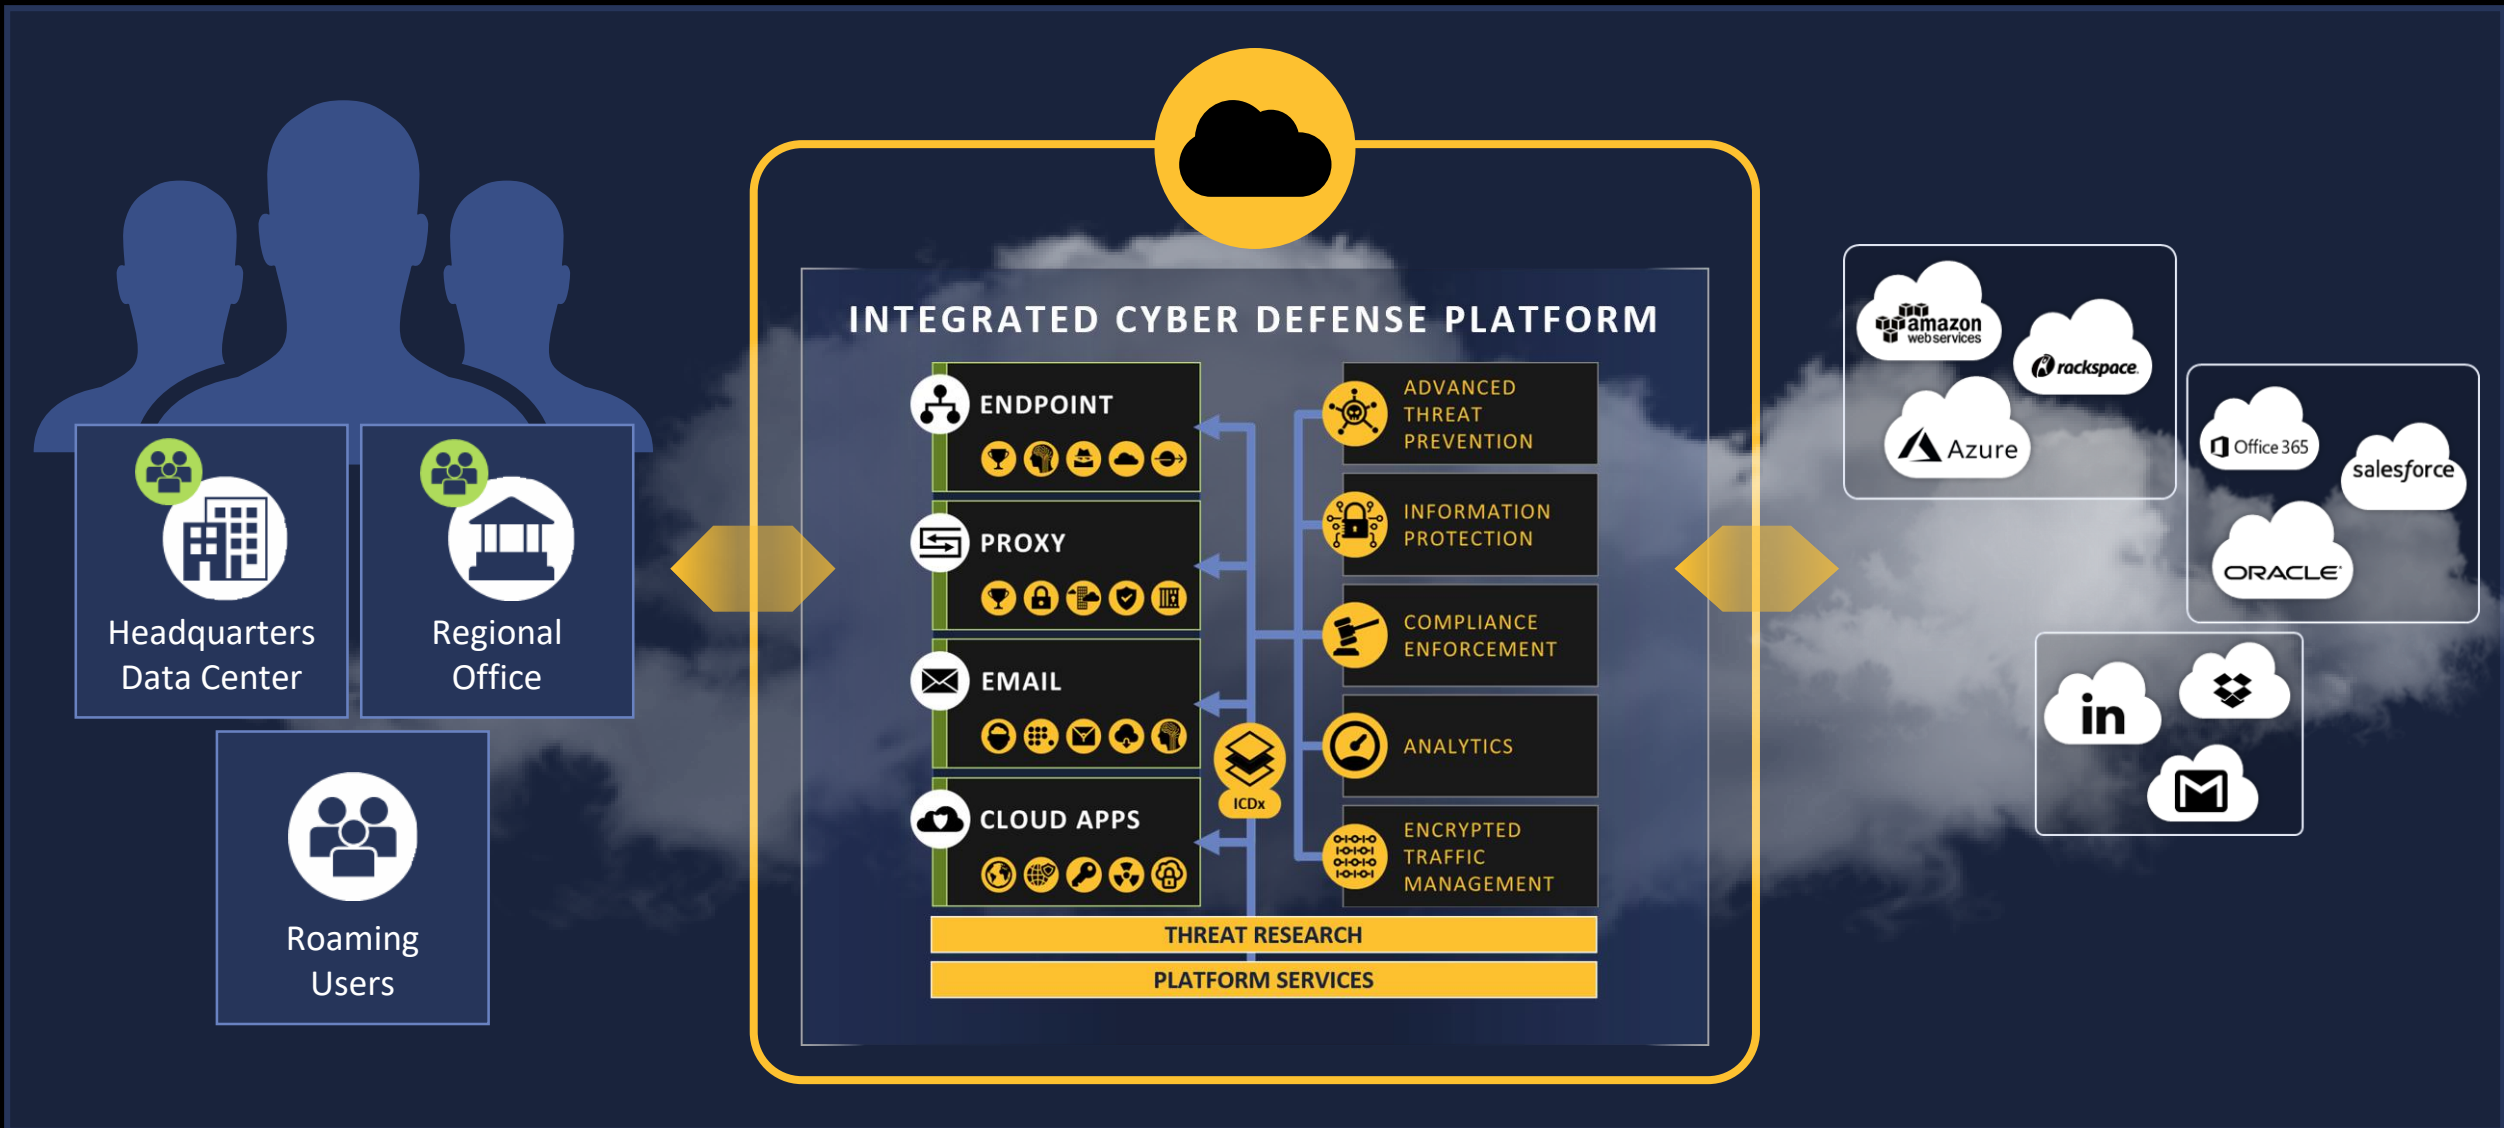 INTEGRATED CYBER DEFENSE PLATFORM
Headquarters
Data Center
Regional
Office
Roaming
Users
ENDPOINT
PROXY
EMAIL
CLOUD APPS
ICDx
ADVANCED
THREAT
PREVENTION
INFORMATION
PROTECTION
COMPLIANCE
ENFORCEMENT
ANALYTICS
ENCRYPTED
TRAFFIC
MANAGEMENT
THREAT RESEARCH
PLATFORM SERVICES
amazon
webservices
rackspace.
Azure
Office 365
salesforce
ORACLE
in
M